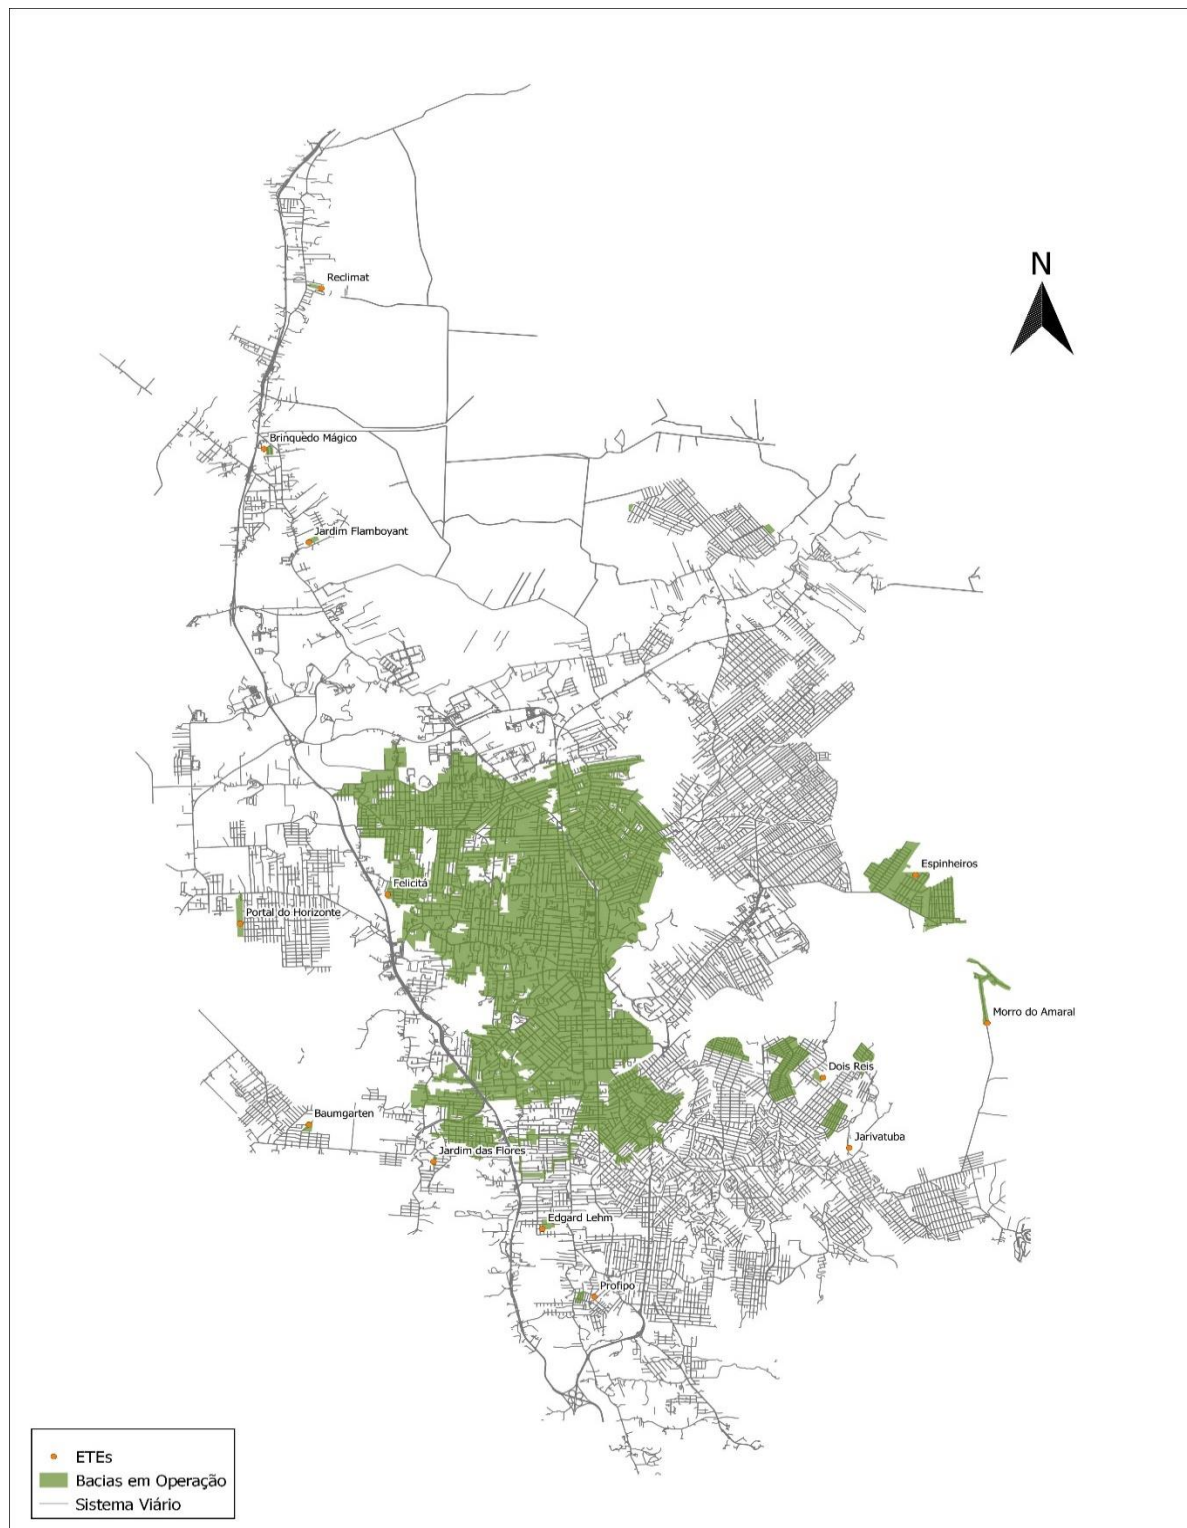 Reclimat
N
Brinquedo Mágico
Jardim Flamboyant
Espinheiros
Felicitá
Portal do Horizonte
Morro do Amaral
Dois Reis
Baumgarten
Jarivatuba
Jardim das Flores
Edgard Lehm
Profipo
ETEs
Bacias em Operação
Sistema Viário